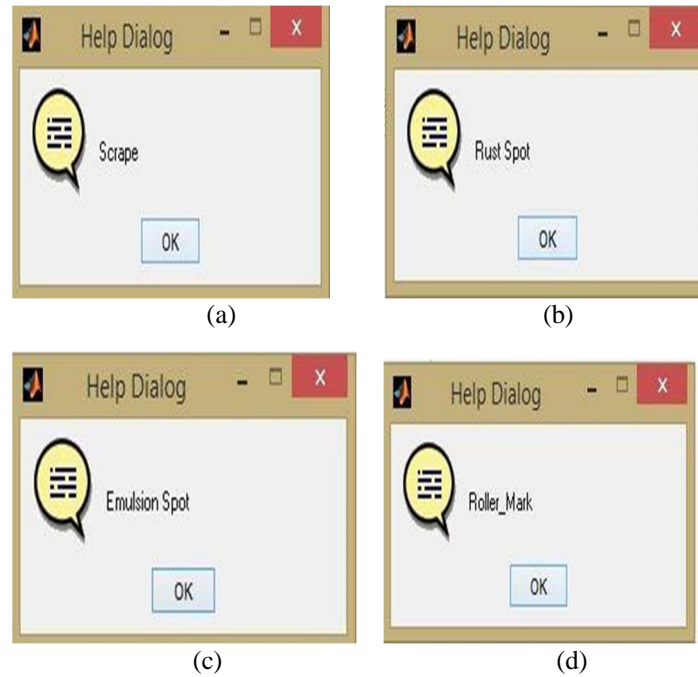 Help Dialog
Scrape
OK
(a)
Help Dialog
Rust Spot
OK
(b)
Help Dialog
Emulsion Spot
OK
(c)
Help Dialog
Roller_Mark
OK
(d)